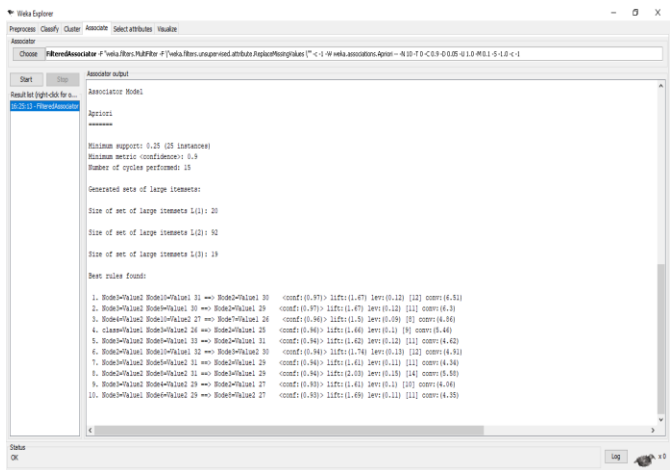 Weka Explorer
Preprocess Classify Cluster Associate Select attributes Visualize
Associator
Choose FilteredAssociator -F "weka.filters.MultiFilter -F \"weka.filters.unsupervised.attribute.ReplaceMissingValues \"" -c -1 -W weka.associations.Apriori -- -N 10 -T 0 -C 0.9 -D 0.05 -U 1.0 -M 0.1 -S -1.0 -c -1
Start Stop
Associator output
Result list (right-click for o...
16:25:13 - FilteredAssociator
Associator Model
Apriori
=======
Minimum support: 0.25 (25 instances)
Minimum metric <confidence>: 0.9
Number of cycles performed: 15
Generated sets of large itemsets:
Size of set of large itemsets L(1): 20
Size of set of large itemsets L(2): 92
Size of set of large itemsets L(3): 19
Best rules found:
1. Node3=Value2 Node10=Value1 31 ==> Node2=Value1 30 <conf:(0.97)> lift:(1.67) lev:(0.12) [12] conv:(6.51)
2. Node3=Value2 Node9=Value1 30 ==> Node2=Value1 29 <conf:(0.97)> lift:(1.67) lev:(0.12) [11] conv:(6.3)
3. Node6=Value2 Node10=Value2 27 ==> Node7=Value1 26 <conf:(0.96)> lift:(1.5) lev:(0.09) [8] conv:(4.86)
4. class=Value1 Node3=Value2 26 ==> Node2=Value1 25 <conf:(0.96)> lift:(1.66) lev:(0.1) [9] conv:(5.46)
5. Node3=Value2 Node8=Value1 33 ==> Node2=Value1 31 <conf:(0.94)> lift:(1.62) lev:(0.12) [11] conv:(4.62)
6. Node2=Value1 Node10=Value1 32 ==> Node3=Value2 30 <conf:(0.94)> lift:(1.74) lev:(0.13) [12] conv:(4.91)
7. Node3=Value2 Node5=Value2 31 ==> Node2=Value1 29 <conf:(0.94)> lift:(1.61) lev:(0.11) [11] conv:(4.34)
8. Node2=Value2 Node5=Value2 31 ==> Node3=Value1 29 <conf:(0.94)> lift:(2.03) lev:(0.15) [14] conv:(5.58)
9. Node3=Value2 Node4=Value2 29 ==> Node2=Value1 27 <conf:(0.93)> lift:(1.61) lev:(0.1) [10] conv:(4.06)
10. Node3=Value1 Node6=Value2 29 ==> Node5=Value2 27 <conf:(0.93)> lift:(1.69) lev:(0.11) [11] conv:(4.35)
Status
OK
Log
x 0